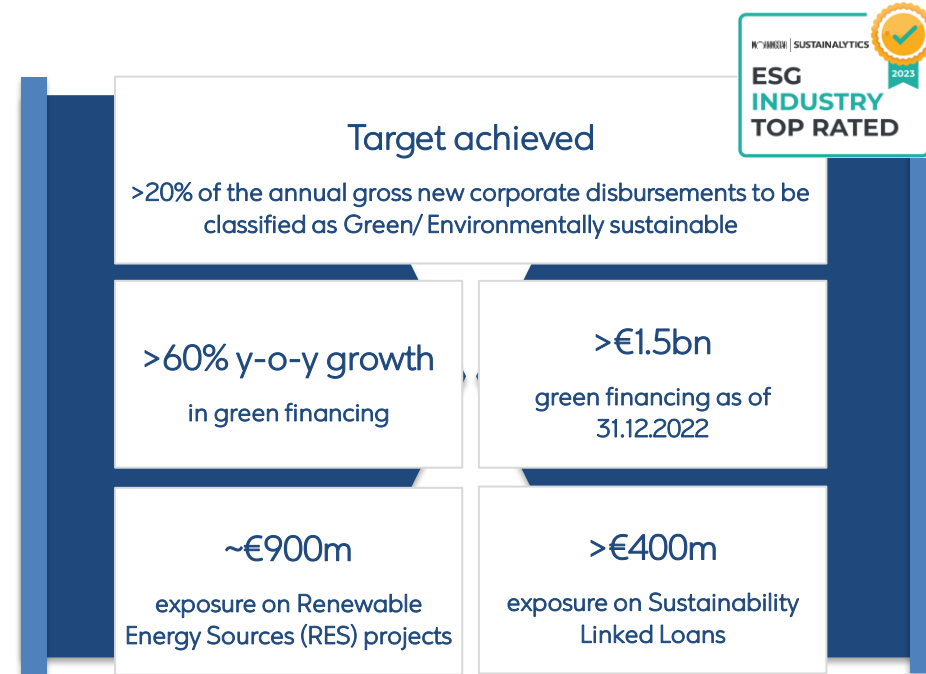 MORNINGSTAR | SUSTAINALYTICS
2023
ESG
INDUSTRY
TOP RATED
Target achieved
>20% of the annual gross new corporate disbursements to be
classified as Green/ Environmentally sustainable
>60% y-o-y growth
in green financing
>€1.5bn
green financing as of
31.12.2022
~€900m
exposure on Renewable
Energy Sources (RES) projects
>€400m
exposure on Sustainability
Linked Loans